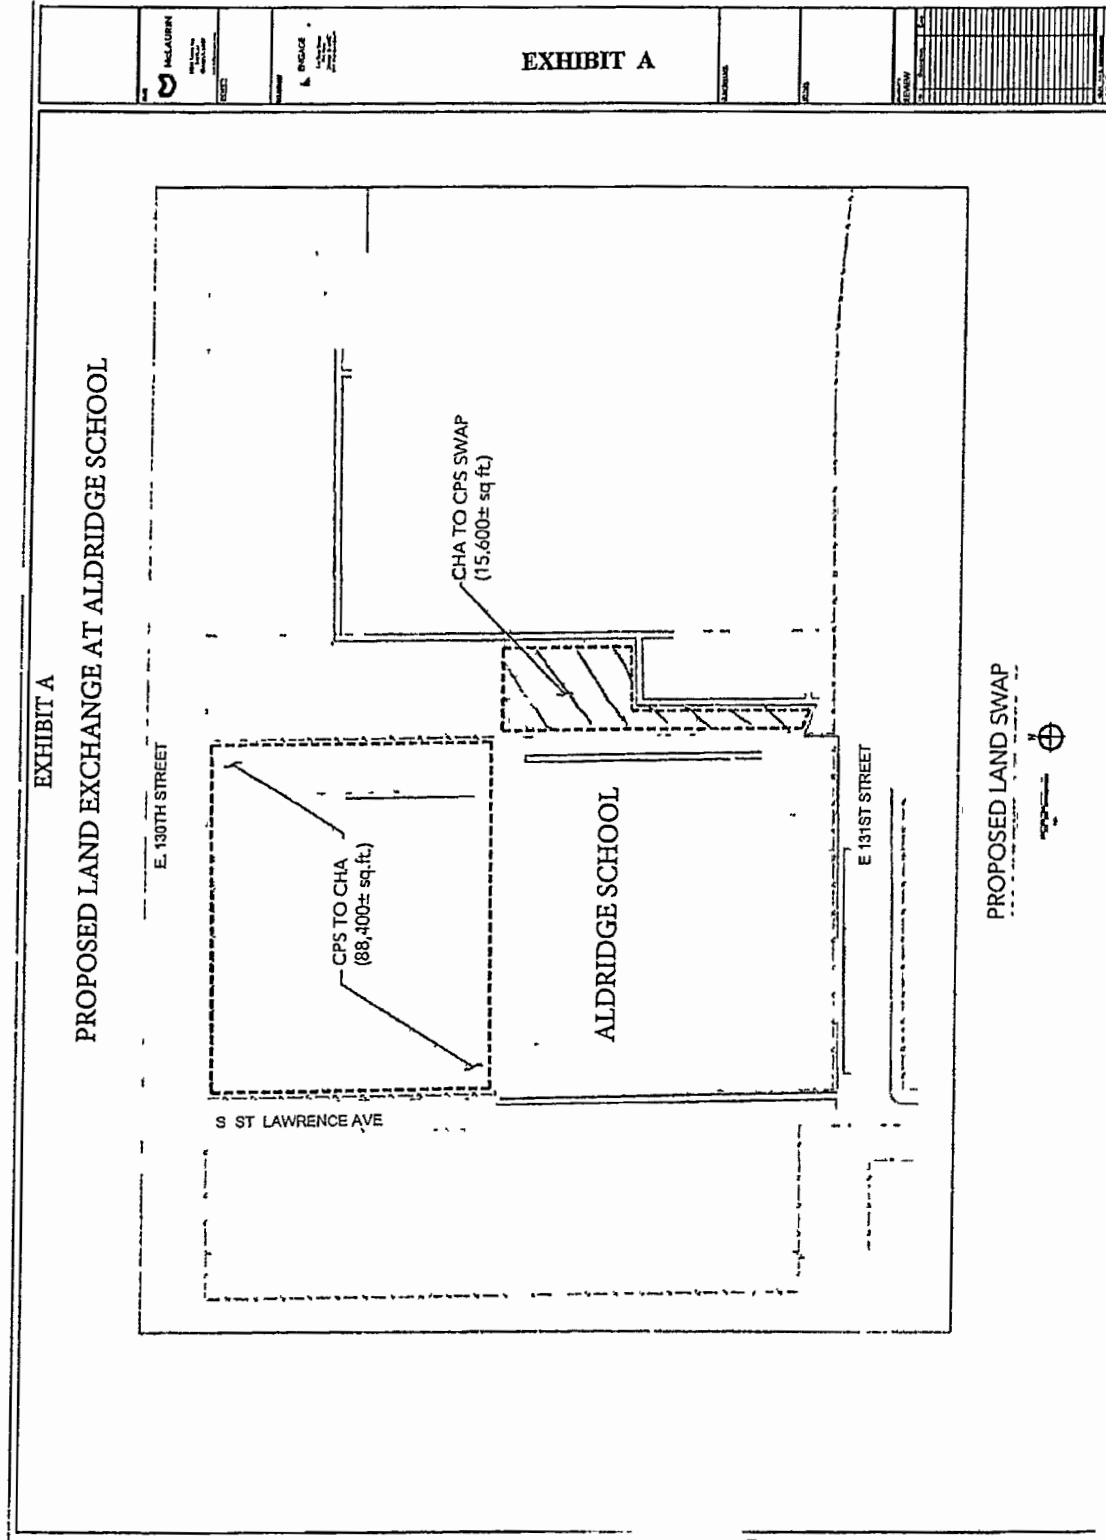 EXHIBIT A
PROPOSED LAND EXCHANGE AT ALDRIDGE SCHOOL
E. 130TH STREET
CPS TO CHA
(88,400± sq.ft.)
S ST LAWRENCE AVE
CHA TO CPS SWAP
(15,600± sq ft.)
ALDRIDGE SCHOOL
E 131ST STREET
PROPOSED LAND SWAP
N
McLAURIN
ENGAGE
EXHIBIT A